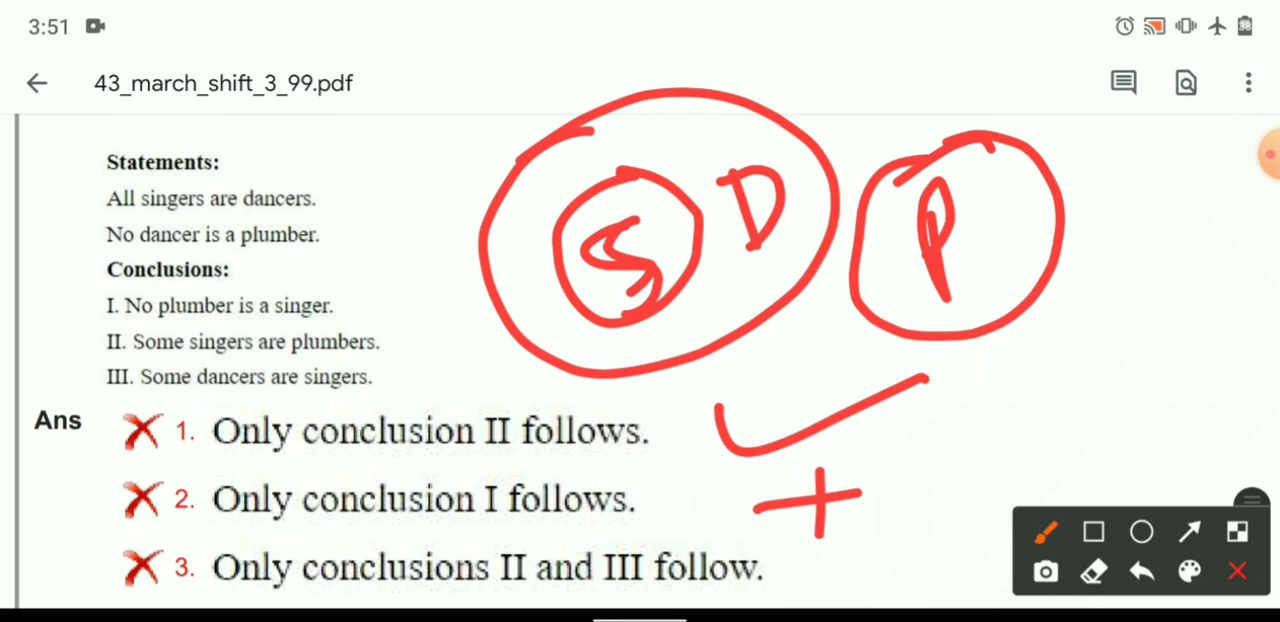 3:51
43_march_shift_3_99.pdf
Statements:
All singers are dancers.
No dancer is a plumber.
Conclusions:
I. No plumber is a singer.
II. Some singers are plumbers.
III. Some dancers are singers.
S D P
Ans 1. Only conclusion II follows.
2. Only conclusion I follows.
3. Only conclusions II and III follow.